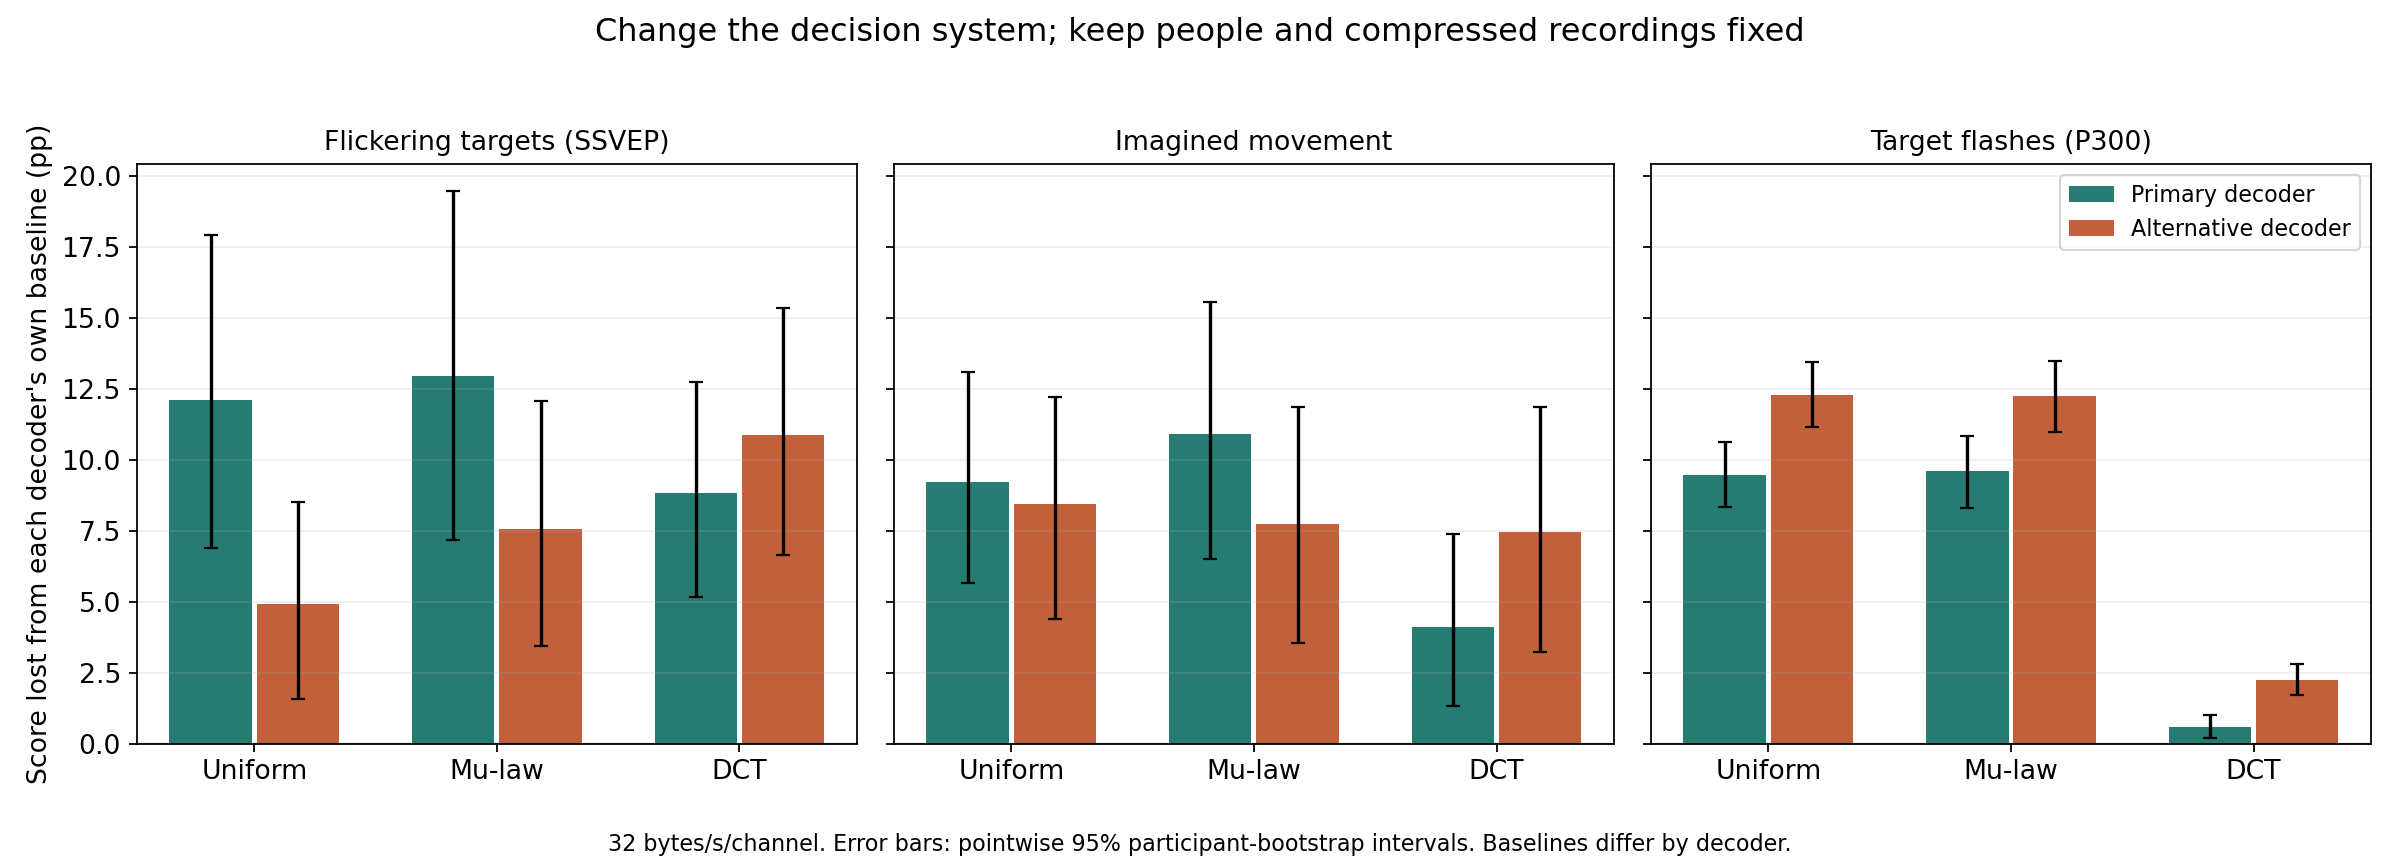 Change the decision system; keep people and compressed recordings fixed
Score lost from each decoder's own baseline (pp)
Flickering targets (SSVEP)
20.0
17.5
15.0
12.5
10.0
7.5
5.0
2.5
0.0
Uniform Mu-law DCT
Imagined movement
Uniform Mu-law DCT
Target flashes (P300)
Primary decoder
Alternative decoder
Uniform Mu-law DCT
32 bytes/s/channel. Error bars: pointwise 95% participant-bootstrap intervals. Baselines differ by decoder.